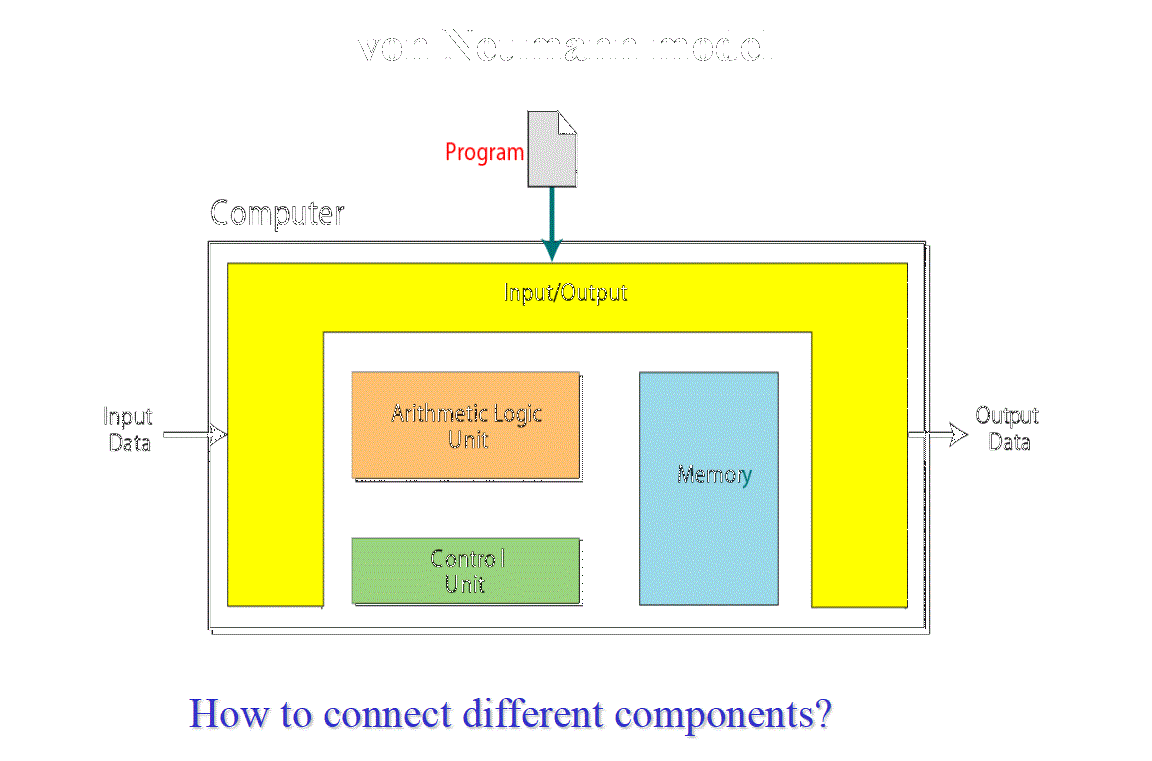 von Neumann model
Program
Computer
Input/Output
Input
Data
Arithmetic Logic
Unit
Memory
Output
Data
Control
Unit
How to connect different components?